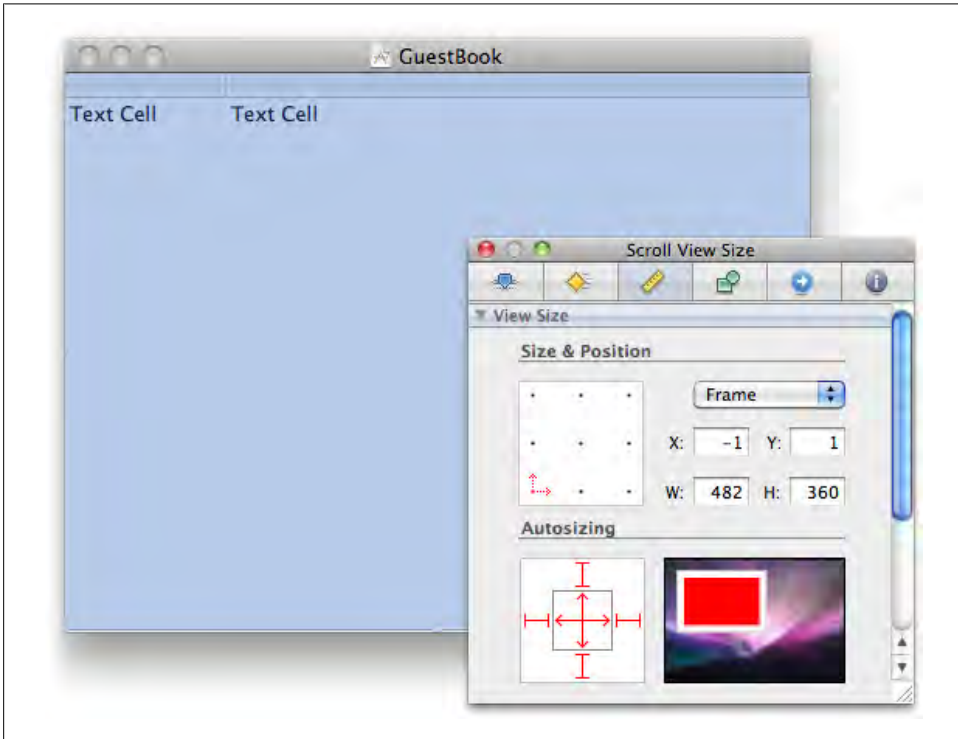 GuestBook
Text Cell Text Cell
Scroll View Size
View Size
Size & Position
Frame
X: -1 Y: 1
W: 482 H: 360
Autosizing